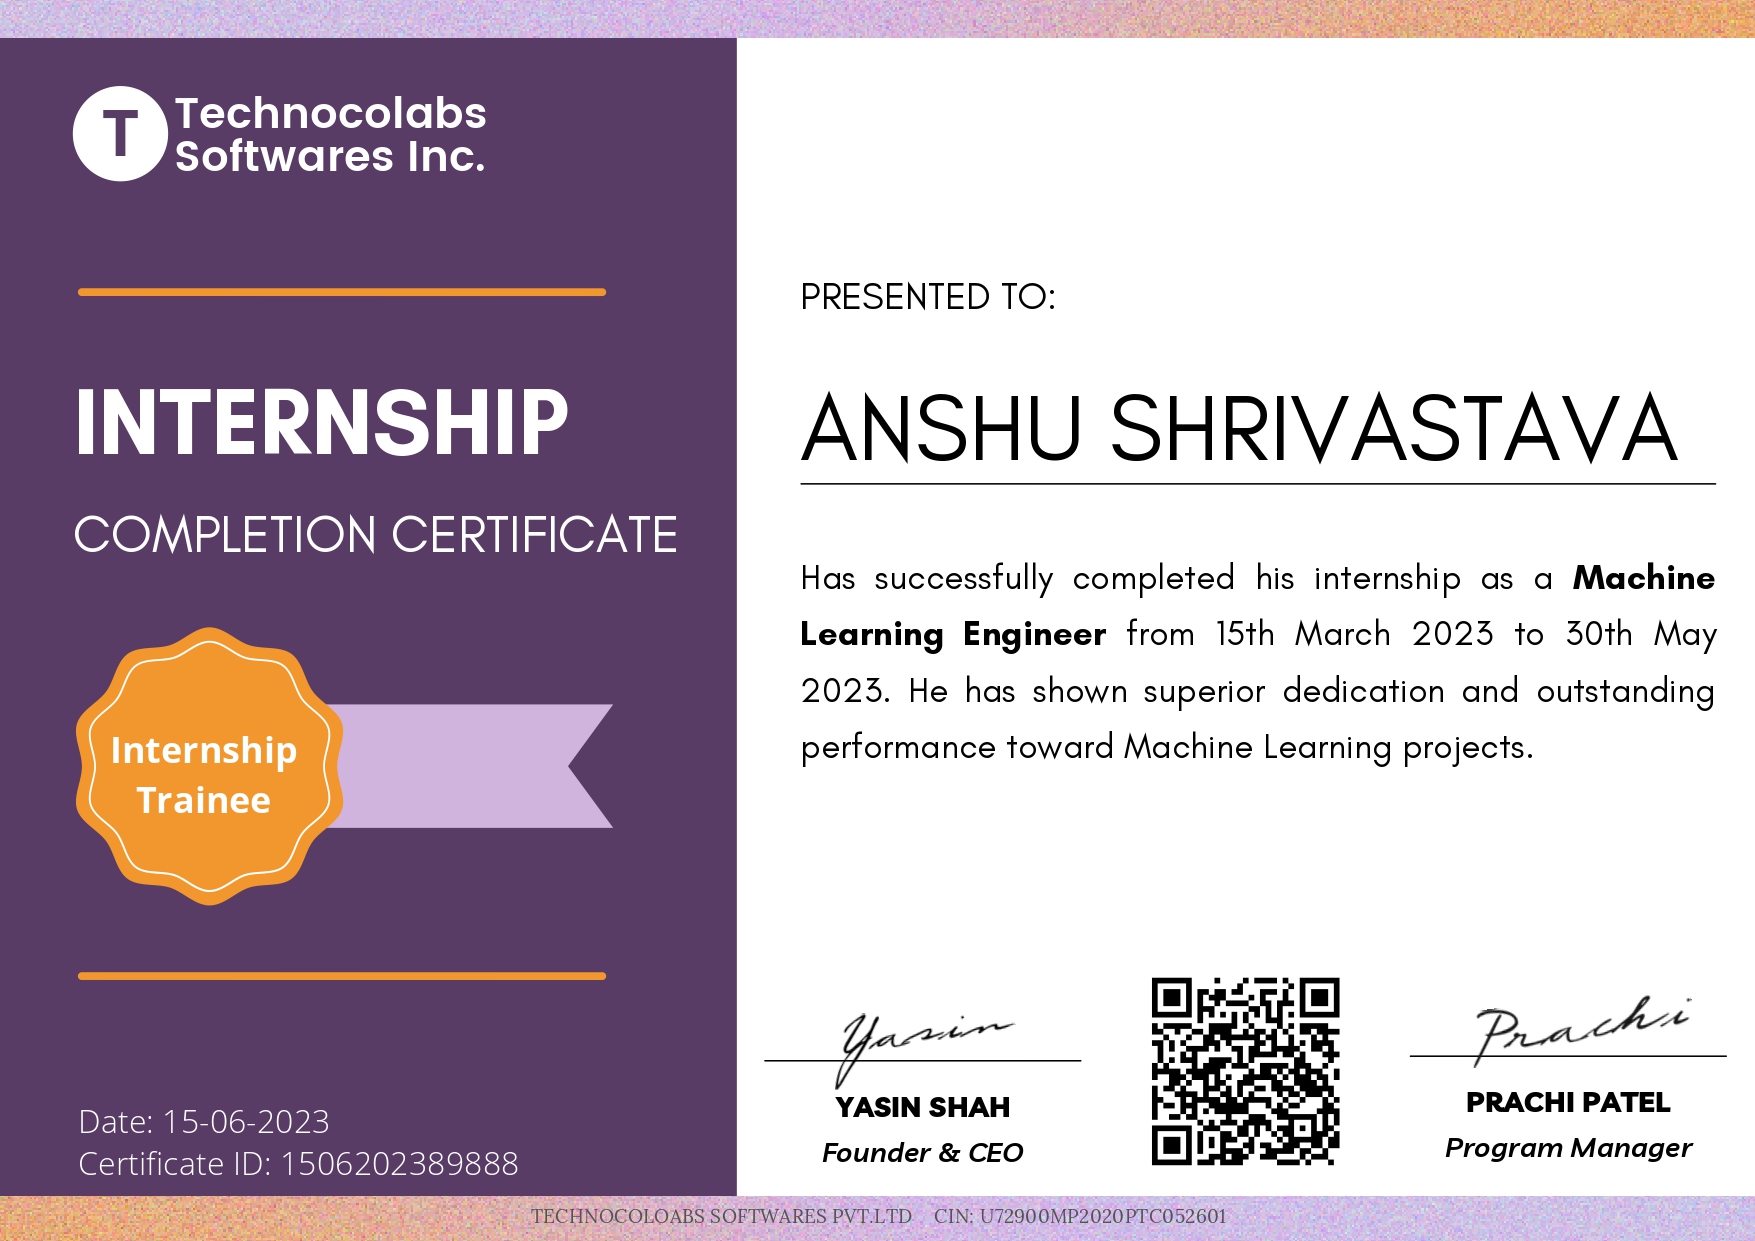 T
Technocolabs
Softwares Inc.
INTERNSHIP
COMPLETION CERTIFICATE
Internship
Trainee
Date: 15-06-2023
Certificate ID: 1506202389888
PRESENTED TO:
ANSHU SHRIVASTAVA
Has successfully completed his internship as a Machine
Learning Engineer from 15th March 2023 to 30th May
2023. He has shown superior dedication and outstanding
performance toward Machine Learning projects.
Yasin
YASIN SHAH
Founder & CEO
Prachi
PRACHI PATEL
Program Manager
TECHNOCOLOABS SOFTWARES PVT.LTD CIN: U72900MP2020PTC052601